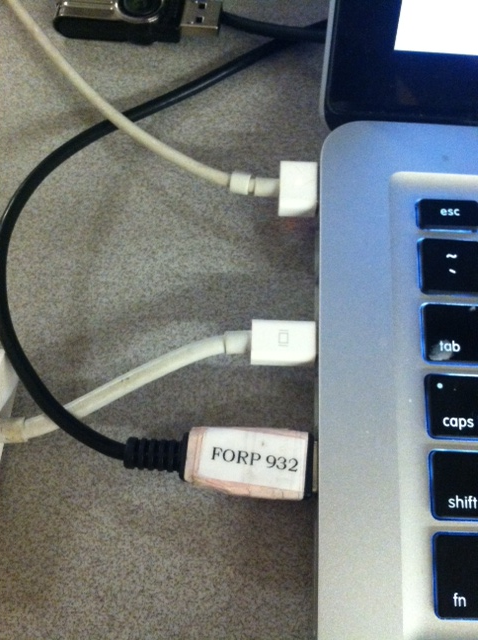 esc
~
`
tab
caps
FORP 932
shift
fn